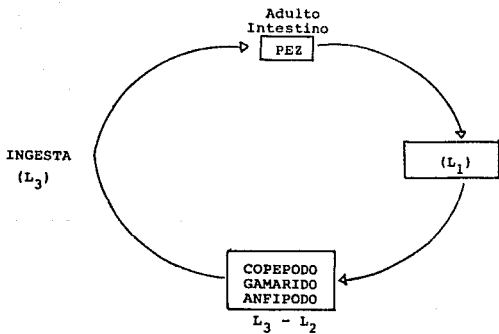 Adulto
Intestino
PEZ
(L1)
INGESTA
(L3)
COPEPODO
GAMARIDO
ANFIPODO
L3 - L2